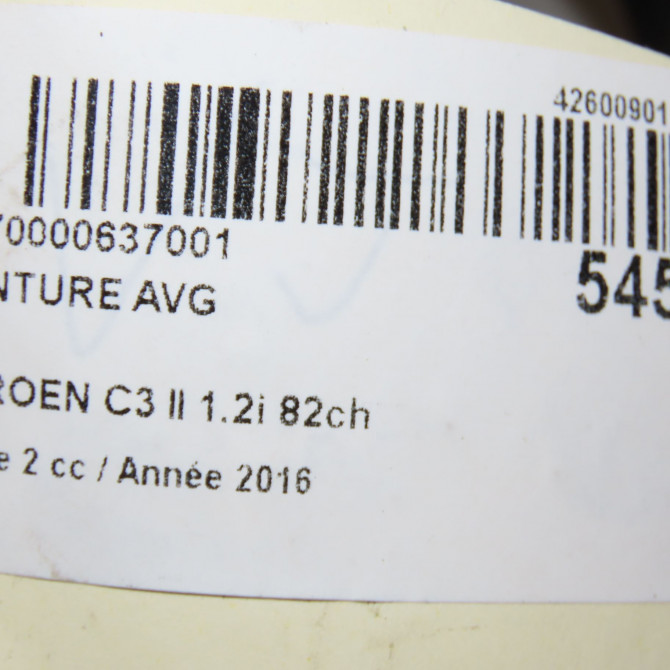 42600901
70000637001
545
NTURE AVG
ROEN C3 II 1.2i 82ch
e 2 cc / Année 2016